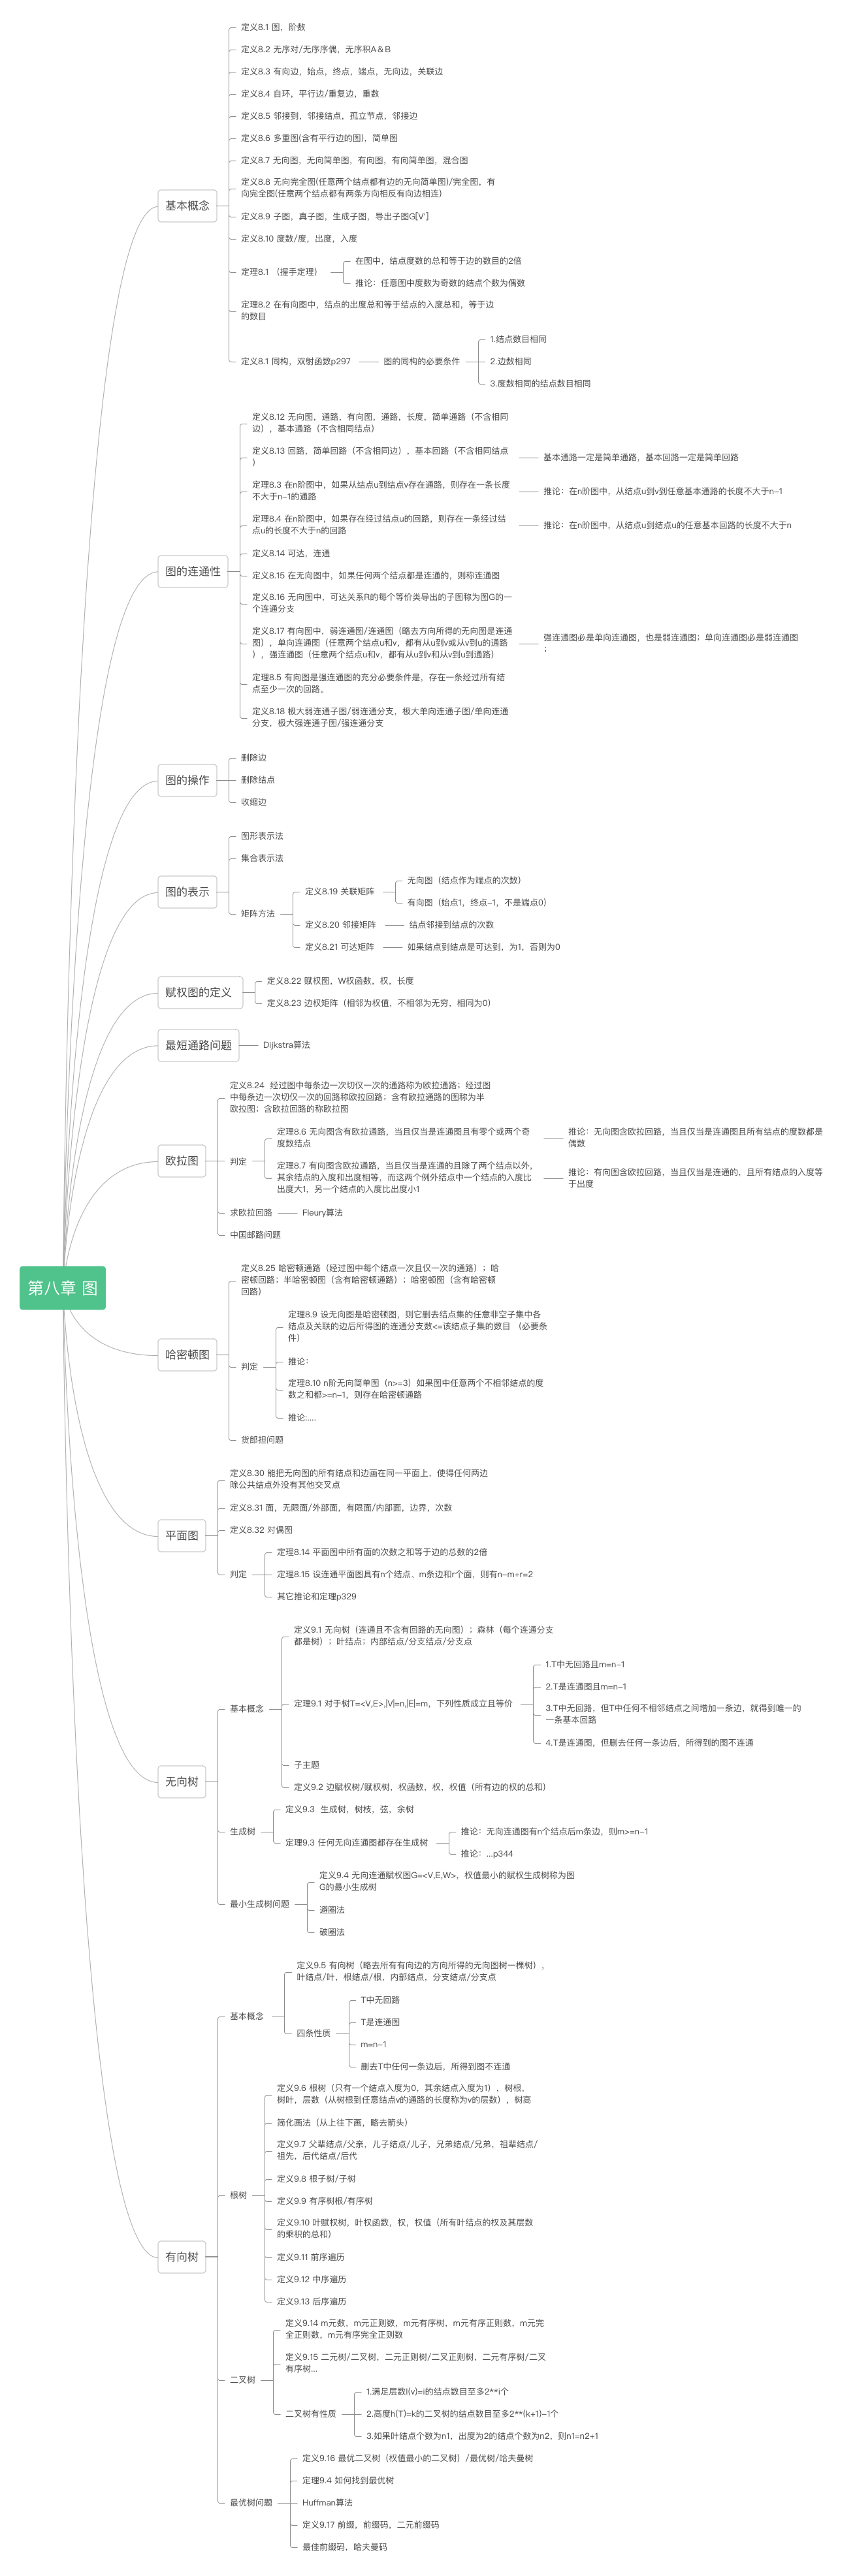 第八章 图
基本概念
定义8.1 图，阶数
定义8.2 无序对/无序序偶，无序积A＆B
定义8.3 有向边，始点，终点，端点，无向边，关联边
定义8.4 自环，平行边/重复边，重数
定义8.5 邻接到，邻接结点，孤立节点，邻接边
定义8.6 多重图(含有平行边的图)，简单图
定义8.7 无向图，无向简单图，有向图，有向简单图，混合图
定义8.8 无向完全图(任意两个结点都有边的无向简单图)/完全图，有
向完全图(任意两个结点都有两条方向相反有向边相连)
定义8.9 子图，真子图，生成子图，导出子图G[V']
定义8.10 度数/度，出度，入度
定理8.1 （握手定理）
在图中，结点度数的总和等于边的数目的2倍
推论：任意图中度数为奇数的结点个数为偶数
定理8.2 在有向图中，结点的出度总和等于结点的入度总和，等于边
的数目
定义8.1 同构，双射函数p297
图的同构的必要条件
1.结点数目相同
2.边数相同
3.度数相同的结点数目相同
图的连通性
定义8.12 无向图，通路，有向图，通路，长度，简单通路（不含相同
边），基本通路（不含相同结点）
定义8.13 回路，简单回路（不含相同边），基本回路（不含相同结点
）
基本通路一定是简单通路，基本回路一定是简单回路
定理8.3 在n阶图中，如果从结点u到结点v存在通路，则存在一条长度
不大于n-1的通路
推论：在n阶图中，从结点u到v到任意基本通路的长度不大于n-1
定理8.4 在n阶图中，如果存在经过结点u的回路，则存在一条经过结
点u的长度不大于n的回路
推论：在n阶图中，从结点u到结点u的任意基本回路的长度不大于n
定义8.14 可达，连通
定义8.15 在无向图中，如果任何两个结点都是连通的，则称连通图
定义8.16 无向图中，可达关系R的每个等价类导出的子图称为图G的一
个连通分支
定义8.17 有向图中，弱连通图/连通图（略去方向所得的无向图是连通
图），单向连通图（任意两个结点u和v，都有从u到v或从v到u的通路
），强连通图（任意两个结点u和v，都有从u到v和从v到u到通路）
强连通图必是单向连通图，也是弱连通图；单向连通图必是弱连通图
；
定理8.5 有向图是强连通图的充分必要条件是，存在一条经过所有结
点至少一次的回路。
定义8.18 极大弱连通子图/弱连通分支，极大单向连通子图/单向连通
分支，极大强连通子图/强连通分支
图的操作
删除边
删除结点
收缩边
图的表示
图形表示法
集合表示法
矩阵方法
定义8.19 关联矩阵
无向图（结点作为端点的次数）
有向图（始点1，终点-1，不是端点0）
定义8.20 邻接矩阵
结点邻接到结点的次数
定义8.21 可达矩阵
如果结点到结点是可达到，为1，否则为0
赋权图的定义
定义8.22 赋权图，W权函数，权，长度
定义8.23 边权矩阵（相邻为权值，不相邻为无穷，相同为0）
最短通路问题
Dijkstra算法
欧拉图
定义8.24 经过图中每条边一次切仅一次的通路称为欧拉通路；经过图
中每条边一次切仅一次的回路称欧拉回路；含有欧拉通路的图称为半
欧拉图；含欧拉回路的称欧拉图
判定
定理8.6 无向图含有欧拉通路，当且仅当是连通图且有零个或两个奇
度数结点
推论：无向图含欧拉回路，当且仅当是连通图且所有结点的度数都是
偶数
定理8.7 有向图含欧拉通路，当且仅当是连通的且除了两个结点以外，
其余结点的入度和出度相等，而这两个例外结点中一个结点的入度比
出度大1，另一个结点的入度比出度小1
推论：有向图含欧拉回路，当且仅当是连通的，且所有结点的入度等
于出度
求欧拉回路
Fleury算法
中国邮路问题
哈密顿图
定义8.25 哈密顿通路（经过图中每个结点一次且仅一次的通路）；哈
密顿回路；半哈密顿图（含有哈密顿通路）；哈密顿图（含有哈密顿
回路）
判定
定理8.9 设无向图是哈密顿图，则它删去结点集的任意非空子集中各
结点及关联的边后所得图的连通分支数<=该结点子集的数目 （必要条
件）
推论：
定理8.10 n阶无向简单图（n>=3）如果图中任意两个不相邻结点的度
数之和都>=n-1，则存在哈密顿通路
推论:....
货郎担问题
平面图
定义8.30 能把无向图的所有结点和边画在同一平面上，使得任何两边
除公共结点外没有其他交叉点
定义8.31 面，无限面/外部面，有限面/内部面，边界，次数
定义8.32 对偶图
判定
定理8.14 平面图中所有面的次数之和等于边的总数的2倍
定理8.15 设连通平面图具有n个结点、m条边和r个面，则有n-m+r=2
其它推论和定理p329
无向树
基本概念
定义9.1 无向树（连通且不含有回路的无向图）；森林（每个连通分支
都是树）；叶结点；内部结点/分支结点/分支点
定理9.1 对于树T=<V,E>,|V|=n,|E|=m，下列性质成立且等价
1.T中无回路且m=n-1
2.T是连通图且m=n-1
3.T中无回路，但T中任何不相邻结点之间增加一条边，就得到唯一的
一条基本回路
4.T是连通图，但删去任何一条边后，所得到的图不连通
子主题
定义9.2 边赋权树/赋权树，权函数，权，权值（所有边的权的总和）
生成树
定义9.3 生成树，树枝，弦，余树
定理9.3 任何无向连通图都存在生成树
推论：无向连通图有n个结点后m条边，则m>=n-1
推论：...p344
最小生成树问题
定义9.4 无向连通赋权图G=<V,E,W>，权值最小的赋权生成树称为图
G的最小生成树
避圈法
破圈法
有向树
基本概念
定义9.5 有向树（略去所有有向边的方向所得的无向图树一棵树），
叶结点/叶，根结点/根，内部结点，分支结点/分支点
四条性质
T中无回路
T是连通图
m=n-1
删去T中任何一条边后，所得到图不连通
根树
定义9.6 根树（只有一个结点入度为0，其余结点入度为1），树根，
树叶，层数（从树根到任意结点v的通路的长度称为v的层数），树高
简化画法（从上往下画，略去箭头）
定义9.7 父辈结点/父亲，儿子结点/儿子，兄弟结点/兄弟，祖辈结点/
祖先，后代结点/后代
定义9.8 根子树/子树
定义9.9 有序树根/有序树
定义9.10 叶赋权树，叶权函数，权，权值（所有叶结点的权及其层数
的乘积的总和）
定义9.11 前序遍历
定义9.12 中序遍历
定义9.13 后序遍历
二叉树
定义9.14 m元数，m元正则数，m元有序树，m元有序正则数，m元完
全正则数，m元有序完全正则数
定义9.15 二元树/二叉树，二元正则树/二叉正则树，二元有序树/二叉
有序树...
二叉树有性质
1.满足层数l(v)=i的结点数目至多2**i个
2.高度h(T)=k的二叉树的结点数目至多2**(k+1)-1个
3.如果叶结点个数为n1，出度为2的结点个数为n2，则n1=n2+1
最优树问题
定义9.16 最优二叉树（权值最小的二叉树）/最优树/哈夫曼树
定理9.4 如何找到最优树
Huffman算法
定义9.17 前缀，前缀码，二元前缀码
最佳前缀码，哈夫曼码